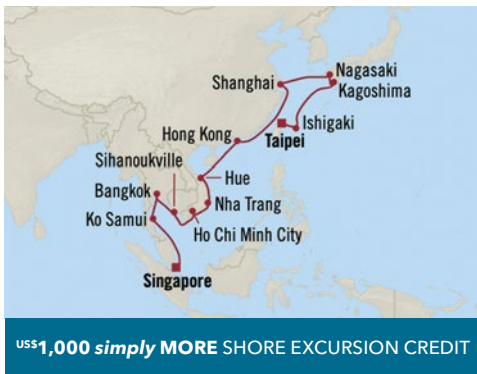 Nagasaki
Shanghai
Kagoshima
Ishigaki
Hong Kong
Taipei
Sihanoukville
Hue
Bangkok
Nha Trang
Ko Samui
Ho Chi Minh City
Singapore
US$1,000 simply MORE SHORE EXCURSION CREDIT